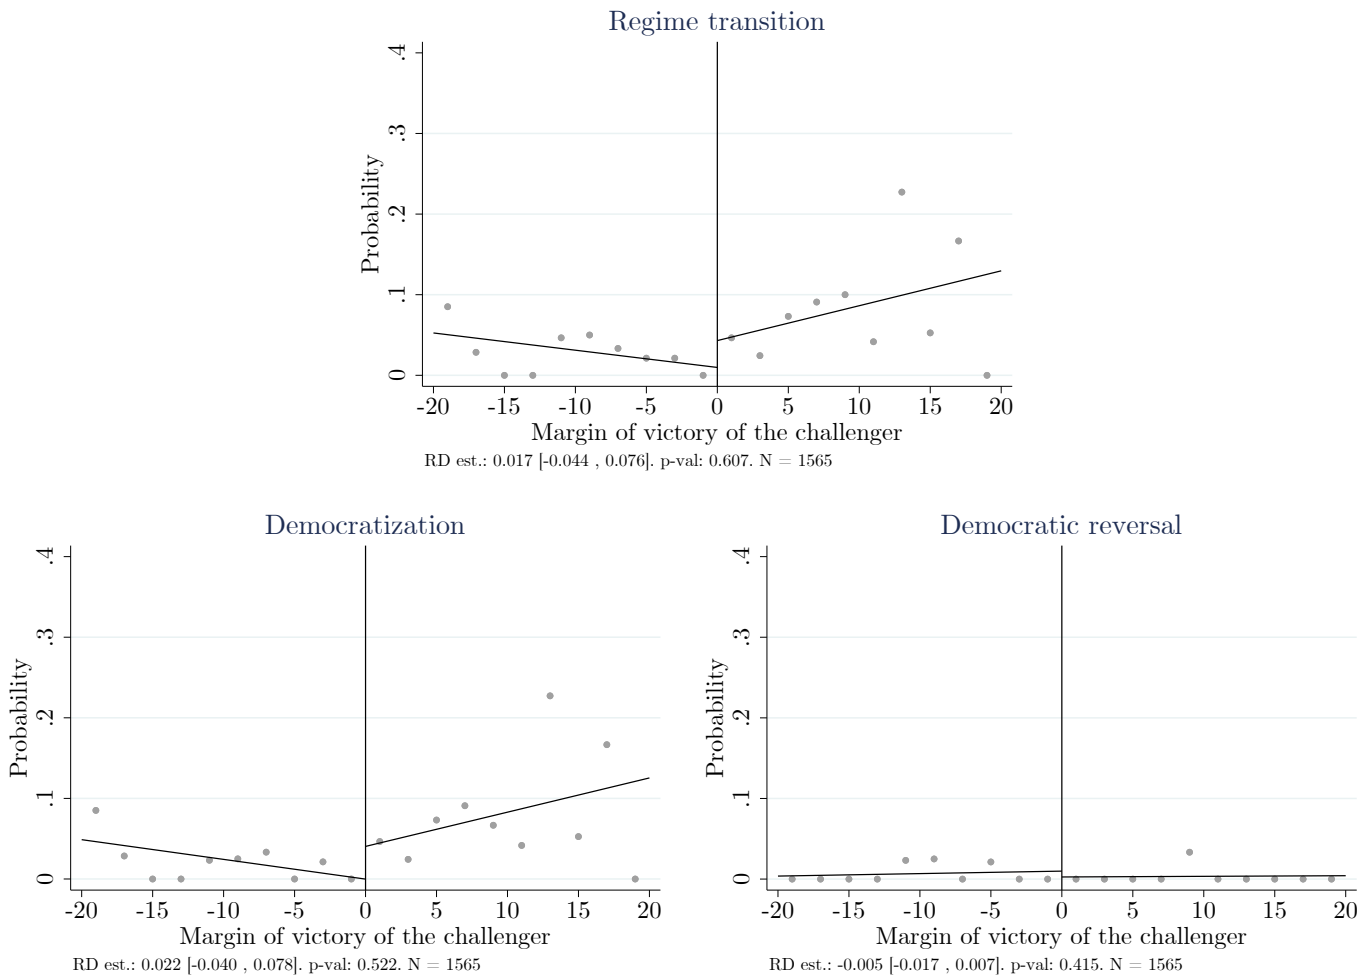 Regime transition
Probability
.4
.3
.2
.1
0
-20 -15 -10 -5 0 5 10 15 20
Margin of victory of the challenger
RD est.: 0.017 [-0.044 , 0.076]. p-val: 0.607. N = 1565
Democratization
Probability
.4
.3
.2
.1
0
-20 -15 -10 -5 0 5 10 15 20
Margin of victory of the challenger
RD est.: 0.022 [-0.040 , 0.078]. p-val: 0.522. N = 1565
Democratic reversal
Probability
.4
.3
.2
.1
0
-20 -15 -10 -5 0 5 10 15 20
Margin of victory of the challenger
RD est.: -0.005 [-0.017 , 0.007]. p-val: 0.415. N = 1565